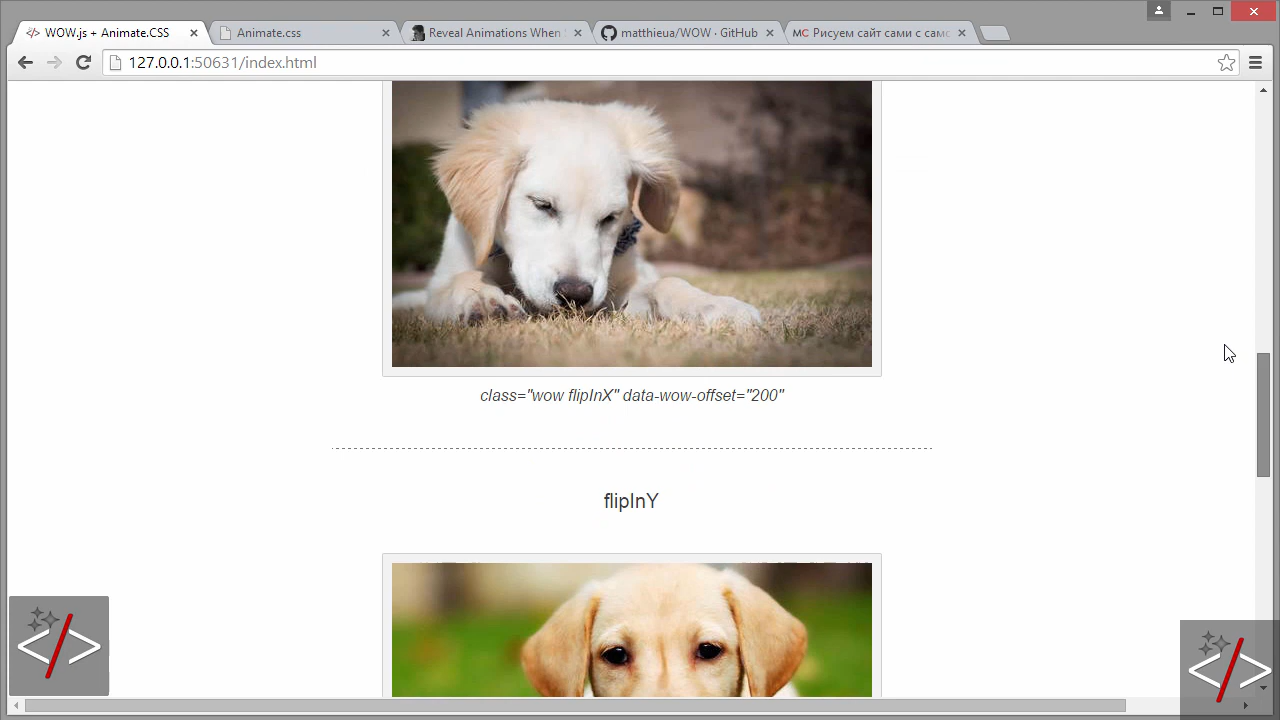 WOW.js + Animate.CSS
Animate.css
Reveal Animations When
matthieua/WOW · GitHub
МС Рисуем сайт сами с само
127.0.0.1:50631/index.html
class="wow flipInX" data-wow-offset="200"
flipInY